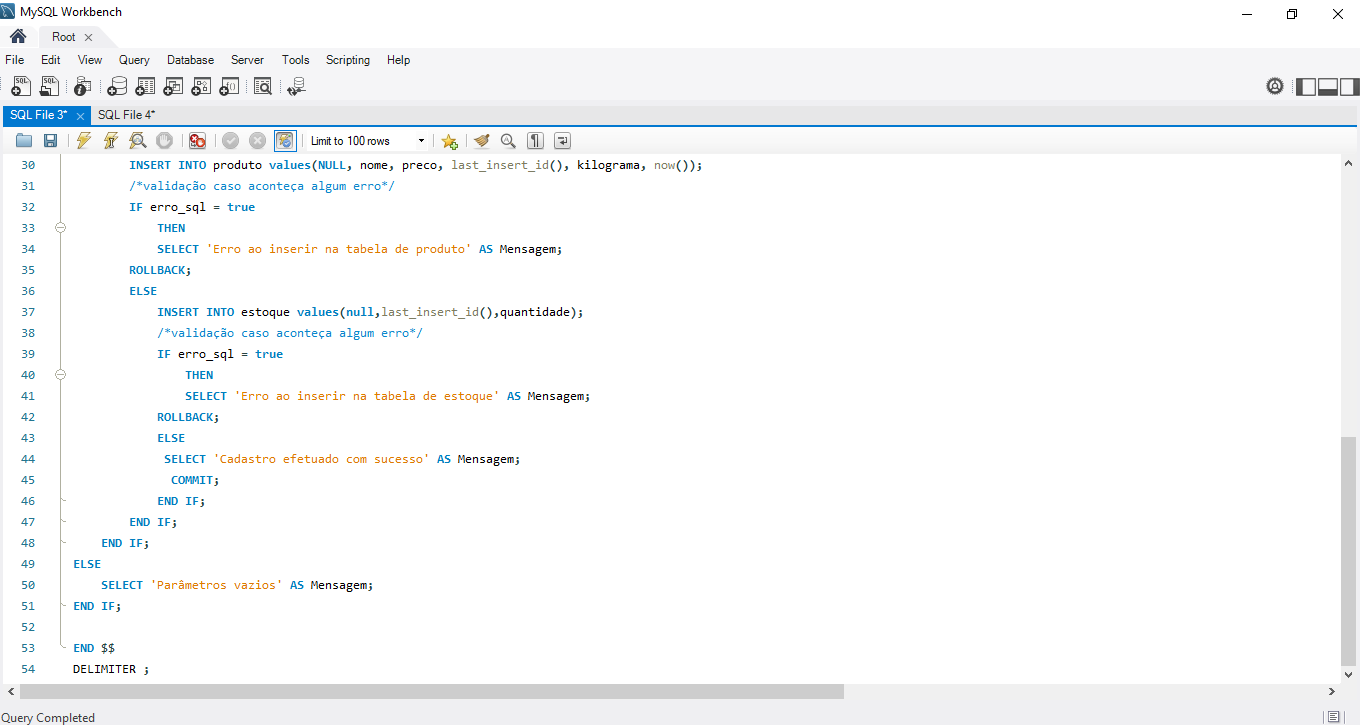 MySQL Workbench
Root
File Edit View Query Database Server Tools Scripting Help
SQL File 3* SQL File 4*
Limit to 100 rows
30 INSERT INTO produto values(NULL, nome, preco, last_insert_id(), kilograma, now());
31 /*validação caso aconteça algum erro*/
32 IF erro_sql = true
33 THEN
34 SELECT 'Erro ao inserir na tabela de produto' AS Mensagem;
35 ROLLBACK;
36 ELSE
37 INSERT INTO estoque values(null,last_insert_id(),quantidade);
38 /*validação caso aconteça algum erro*/
39 IF erro_sql = true
40 THEN
41 SELECT 'Erro ao inserir na tabela de estoque' AS Mensagem;
42 ROLLBACK;
43 ELSE
44 SELECT 'Cadastro efetuado com sucesso' AS Mensagem;
45 COMMIT;
46 END IF;
47 END IF;
48 END IF;
49 ELSE
50 SELECT 'Parâmetros vazios' AS Mensagem;
51 END IF;
52
53 END $$
54 DELIMITER ;
Query Completed